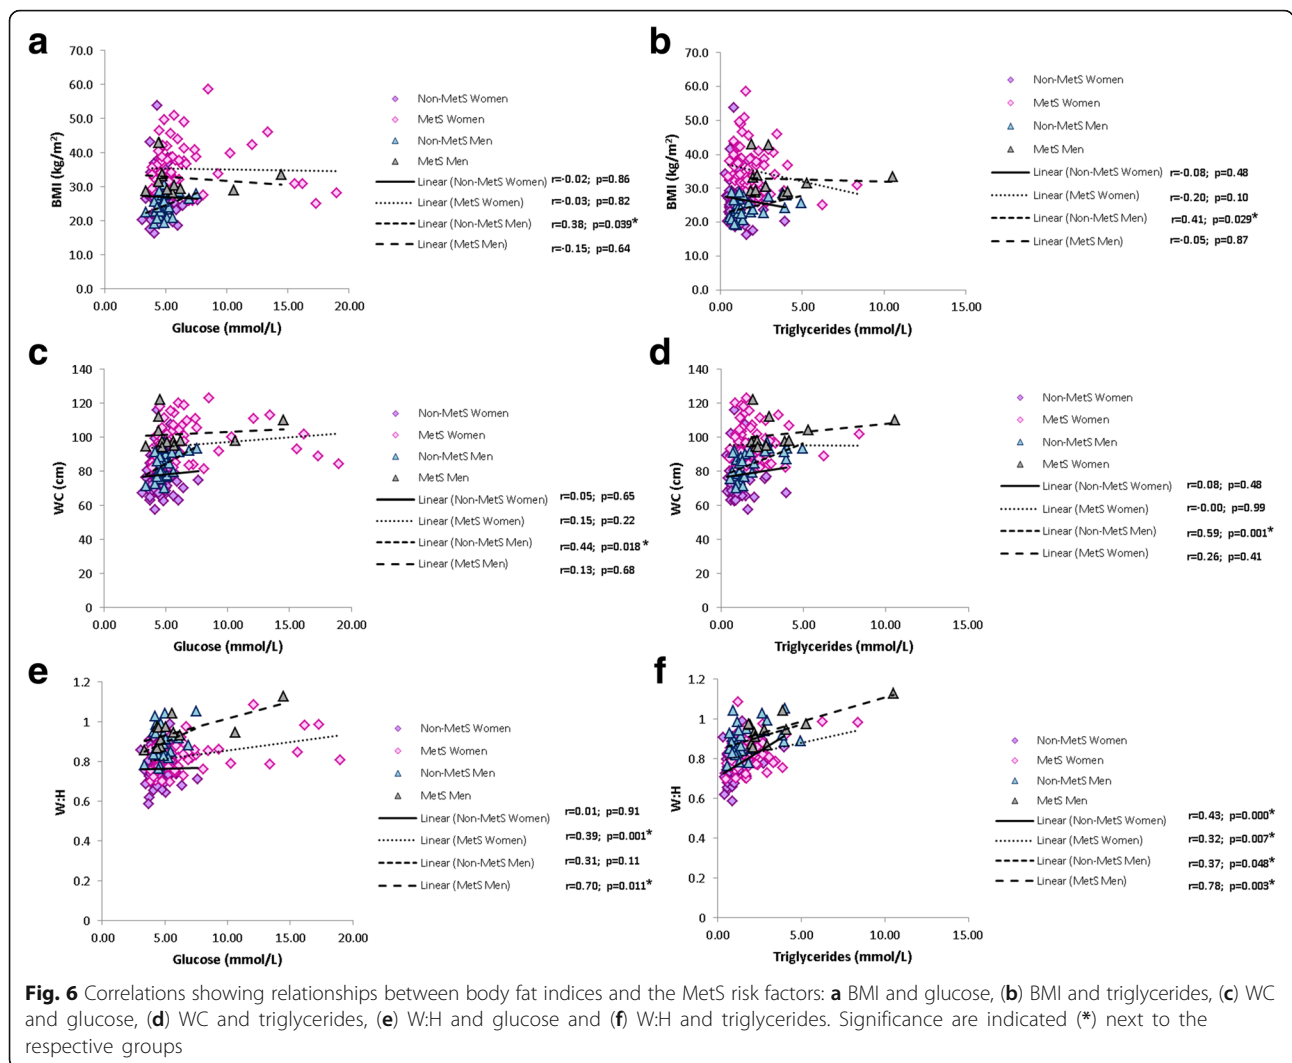 a
70.0
60.0
50.0
40.0
30.0
20.0
10.0
0.0
BMI (kg/m²)
0.00 5.00 10.00 15.00 20.00
Glucose (mmol/L)
Non-MetS Women
MetS Women
Non-MetS Men
MetS Men
Linear (Non-MetS Women) r=-0.02; p=0.86
Linear (MetS Women) r=-0.03; p=0.82
Linear (Non-MetS Men) r=0.38; p=0.039*
Linear (MetS Men) r=-0.15; p=0.64
b
70.0
60.0
50.0
40.0
30.0
20.0
10.0
0.0
BMI (kg/m²)
0.00 5.00 10.00 15.00
Triglycerides (mmol/L)
Non-MetS Women
MetS Women
Non-MetS Men
MetS Men
Linear (Non-MetS Women) r=-0.08; p=0.48
Linear (MetS Women) r=-0.20; p=0.10
Linear (Non-MetS Men) r=0.41; p=0.029*
Linear (MetS Men) r=-0.05; p=0.87
c
140
120
100
80
60
40
20
0
WC (cm)
0.00 5.00 10.00 15.00 20.00
Glucose (mmol/L)
Non-MetS Women
MetS Women
Non-MetS Men
MetS Men
Linear (Non-MetS Women) r=0.05; p=0.65
Linear (MetS Women) r=0.15; p=0.22
Linear (Non-MetS Men) r=0.44; p=0.018*
Linear (MetS Men) r=0.13; p=0.68
d
140
120
100
80
60
40
20
0
WC (cm)
0.00 5.00 10.00 15.00
Triglycerides (mmol/L)
Non-MetS Women
MetS Women
Non-MetS Men
MetS Women
Linear (Non-MetS Women) r=0.08; p=0.48
Linear (MetS Women) r=-0.00; p=0.99
Linear (Non-MetS Men) r=0.59; p=0.001*
Linear (MetS Women) r=0.26; p=0.41
e
1.2
1
0.8
0.6
0.4
0.2
0
W:H
0.00 5.00 10.00 15.00 20.00
Glucose (mmol/L)
Non-MetS Women
MetS Women
Non-MetS Men
MetS Men
Linear (Non-MetS Women) r=0.01; p=0.91
Linear (MetS Women) r=0.39; p=0.001*
Linear (Non-MetS Men) r=0.31; p=0.11
Linear (MetS Men) r=0.70; p=0.011*
f
1.2
1
0.8
0.6
0.4
0.2
0
W:H
0.00 5.00 10.00 15.00
Triglycerides (mmol/L)
Non-MetS Women
MetS Women
Non-MetS Men
MetS Men
Linear (Non-MetS Women) r=0.43; p=0.000*
Linear (MetS Women) r=0.32; p=0.007*
Linear (Non-MetS Men) r=0.37; p=0.048*
Linear (MetS Men) r=0.78; p=0.003*
Fig. 6 Correlations showing relationships between body fat indices and the MetS risk factors: a BMI and glucose, (b) BMI and triglycerides, (c) WC
and glucose, (d) WC and triglycerides, (e) W:H and glucose and (f) W:H and triglycerides. Significance are indicated (*) next to the
respective groups